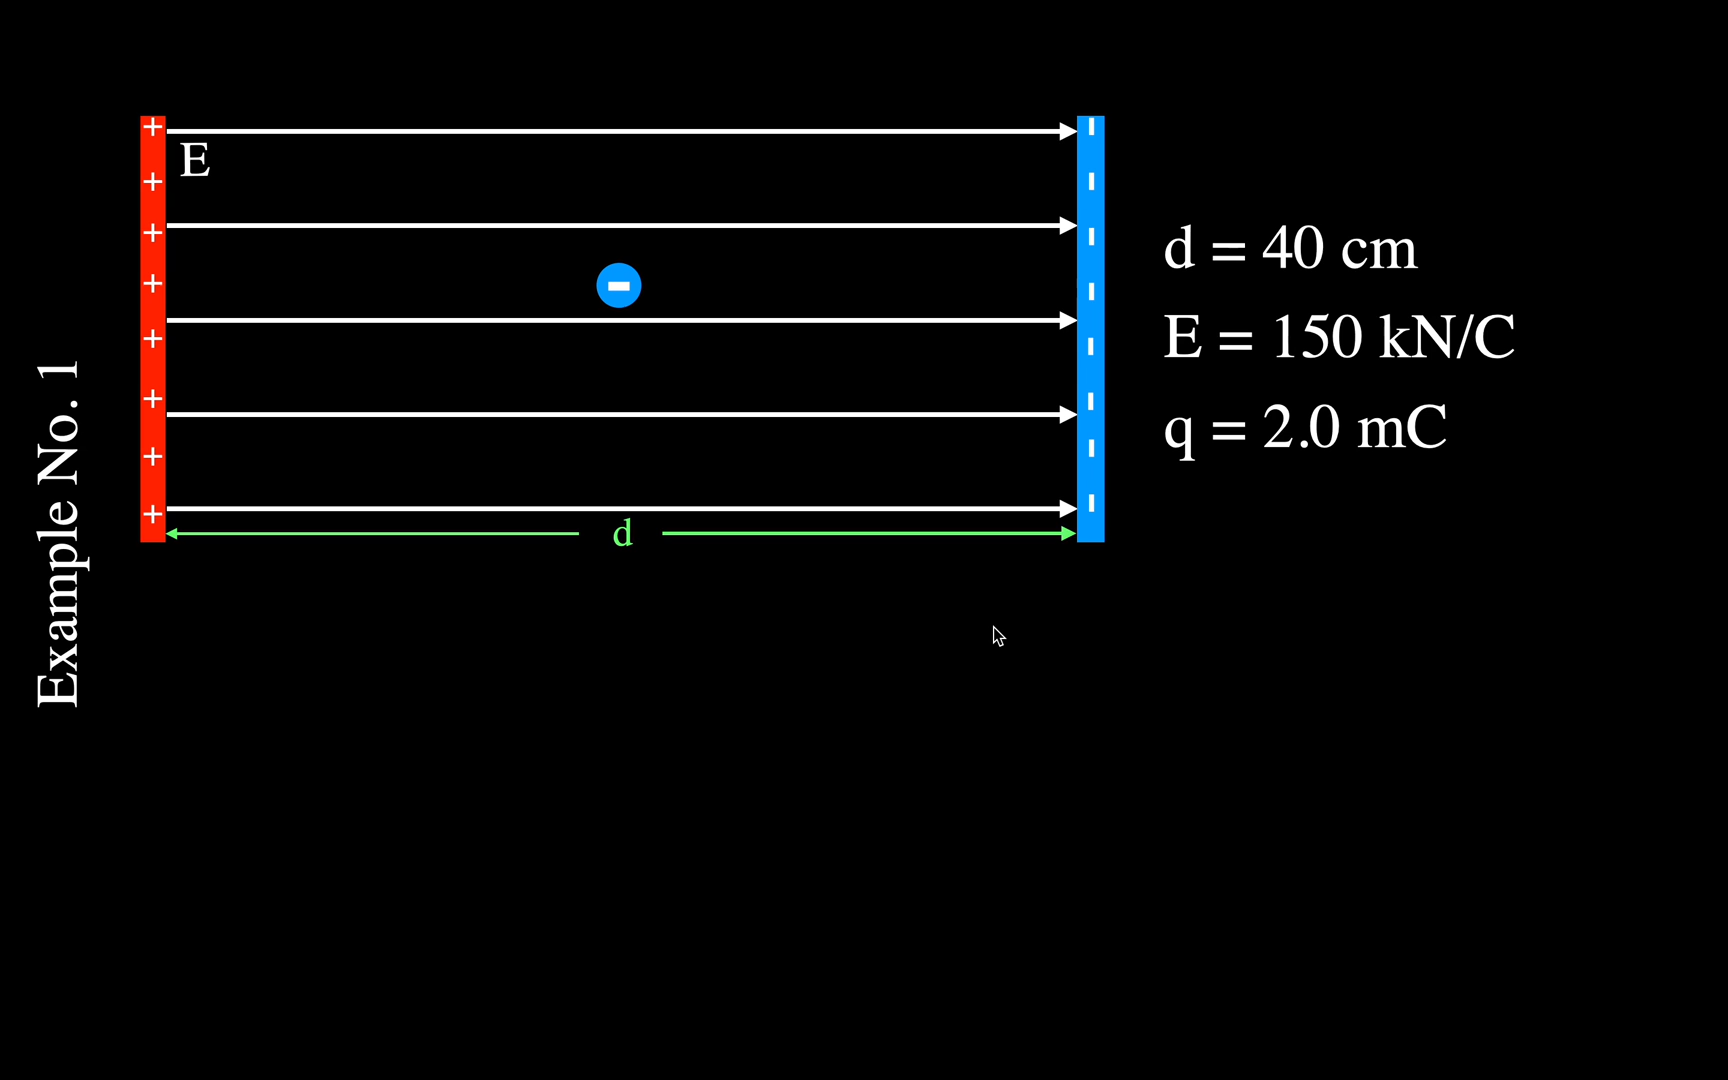 Example No. 1
E
d
d = 40 cm
E = 150 kN/C
q = 2.0 mC